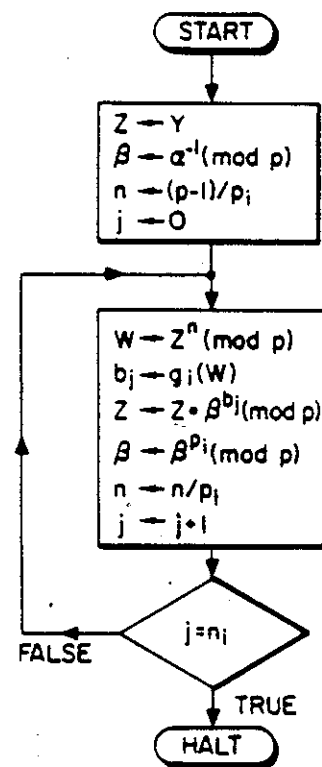 START
Z ← Y
β ← α⁻¹ (mod p)
n ← (p-1)/pᵢ
j ← 0
W ← Zⁿ (mod p)
bⱼ ← gᵢ(W)
Z ← Z • β^bⱼ (mod p)
β ← β^pᵢ (mod p)
n ← n/pᵢ
j ← j+1
j=nᵢ
FALSE
TRUE
HALT